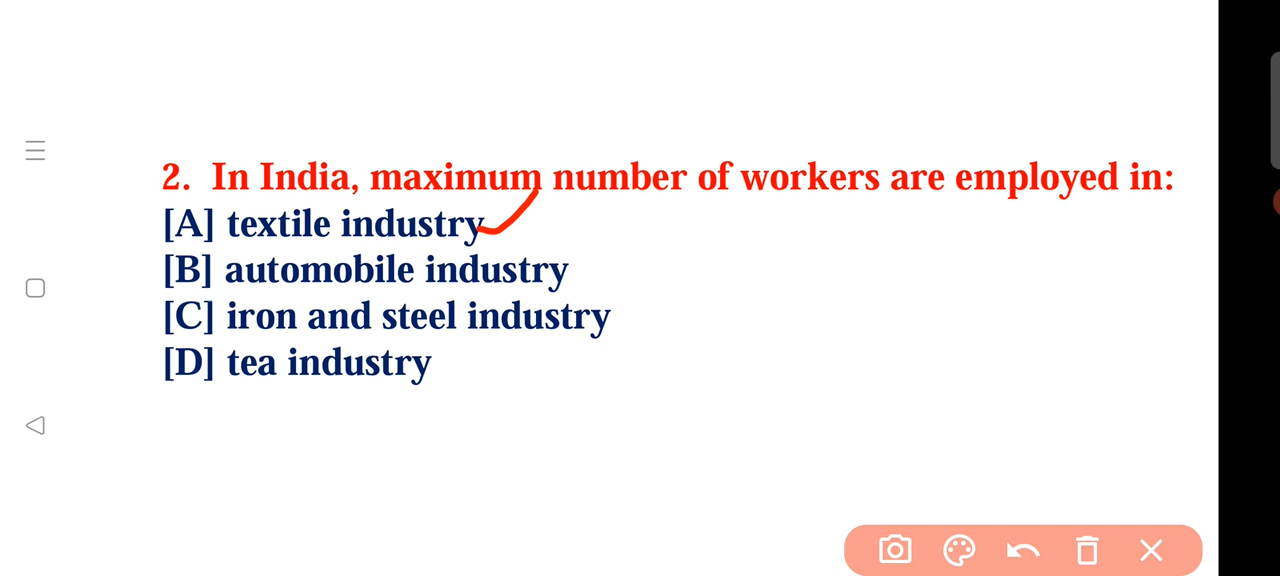 2. In India, maximum number of workers are employed in:
[A] textile industry
[B] automobile industry
[C] iron and steel industry
[D] tea industry